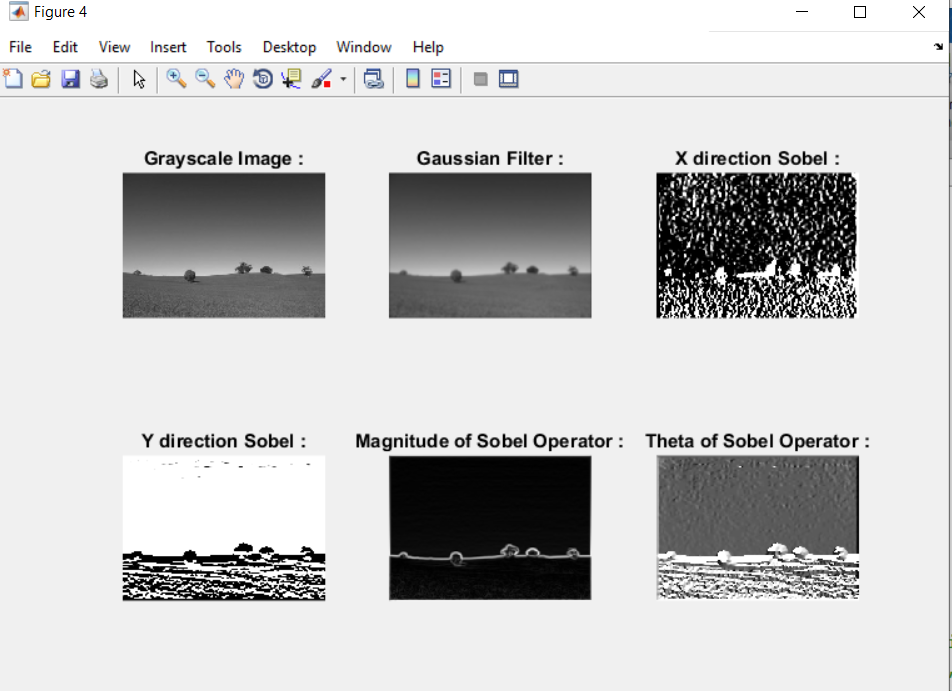 Figure 4
File Edit View Insert Tools Desktop Window Help
Grayscale Image :
Gaussian Filter :
X direction Sobel :
Y direction Sobel :
Magnitude of Sobel Operator :
Theta of Sobel Operator :